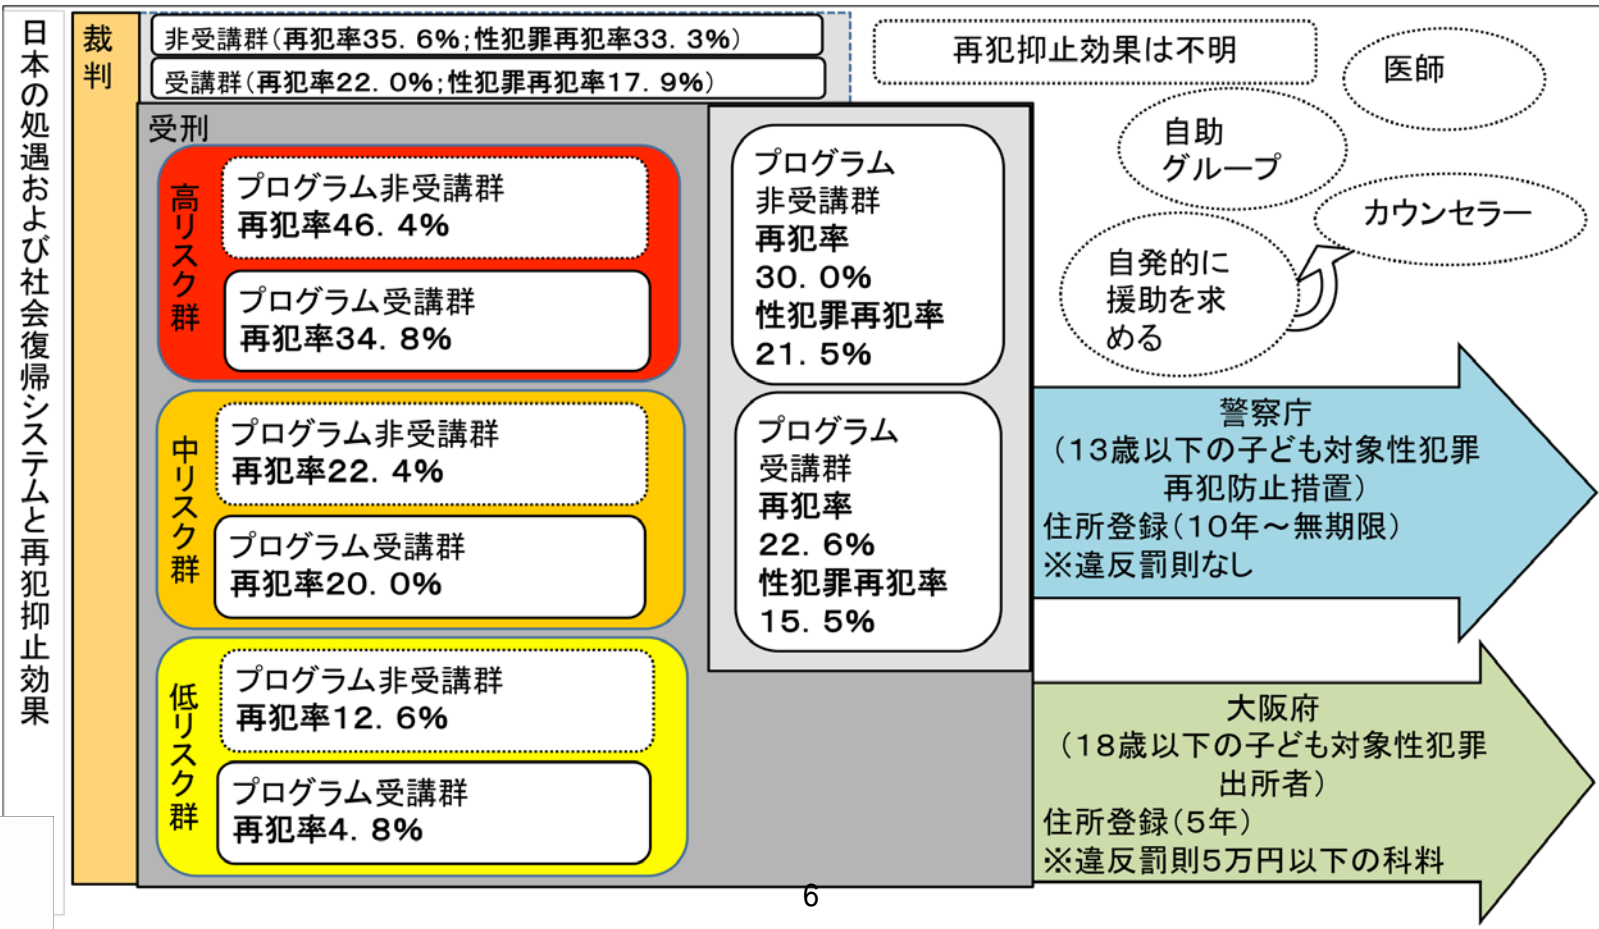 日本の処遇および社会復帰システムと再犯抑止効果
裁判
非受講群(再犯率35．6%;性犯罪再犯率33．3%)
受講群(再犯率22．0%;性犯罪再犯率17．9%)
受刑
高リスク群
プログラム非受講群
再犯率46．4%
プログラム受講群
再犯率34．8%
中リスク群
プログラム非受講群
再犯率22．4%
プログラム受講群
再犯率20．0%
低リスク群
プログラム非受講群
再犯率12．6%
プログラム受講群
再犯率4．8%
プログラム
非受講群
再犯率
30．0%
性犯罪再犯率
21．5%
プログラム
受講群
再犯率
22．6%
性犯罪再犯率
15．5%
再犯抑止効果は不明
医師
自助
グループ
カウンセラー
自発的に
援助を求
める
警察庁
(13歳以下の子ども対象性犯罪
再犯防止措置)
住所登録(10年～無期限)
※違反罰則なし
大阪府
(18歳以下の子ども対象性犯罪
出所者)
住所登録(5年)
※違反罰則5万円以下の科料
6